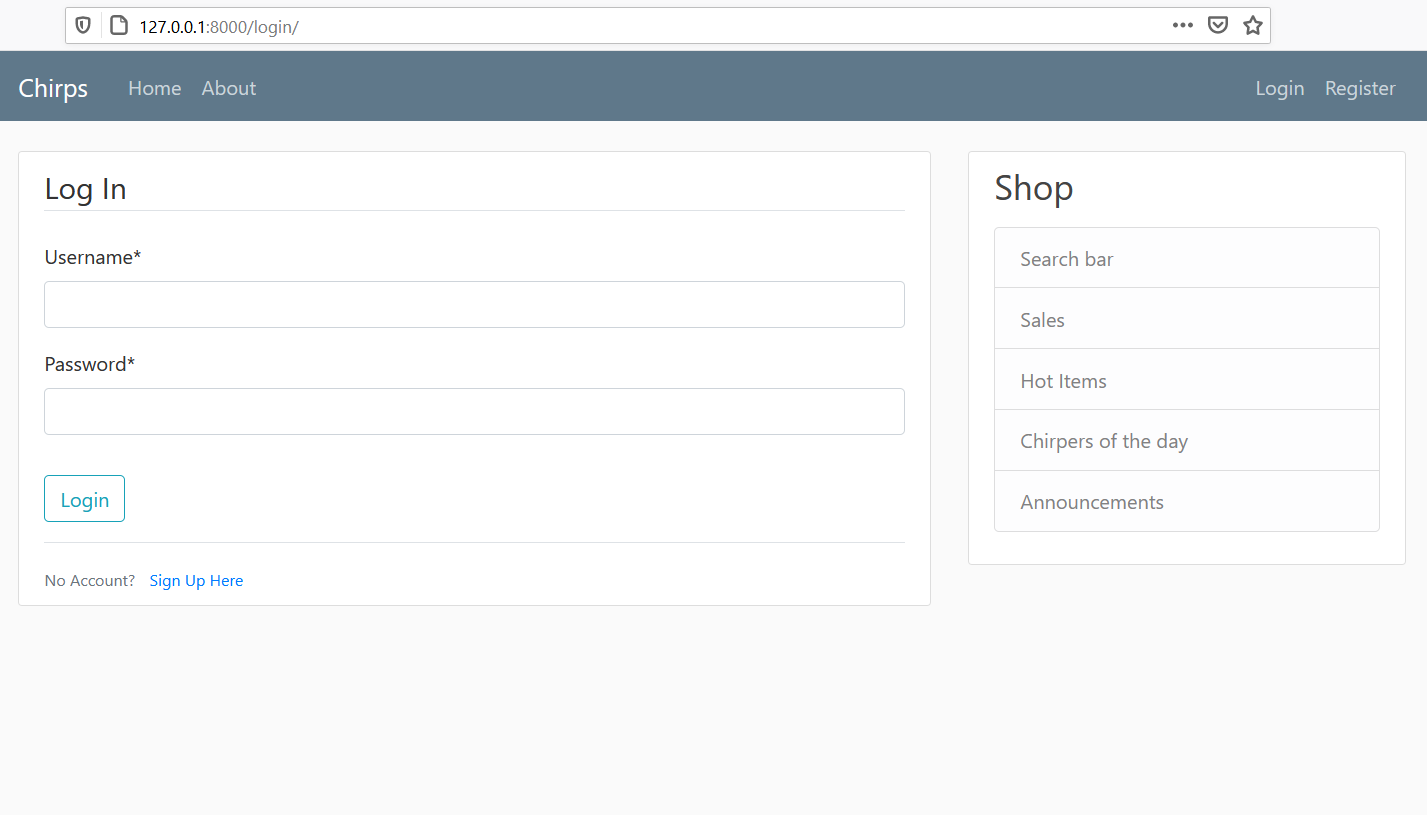 127.0.0.1:8000/login/
Chirps Home About Login Register
Log In
Username*
Password*
Login
No Account? Sign Up Here
Shop
Search bar
Sales
Hot Items
Chirpers of the day
Announcements